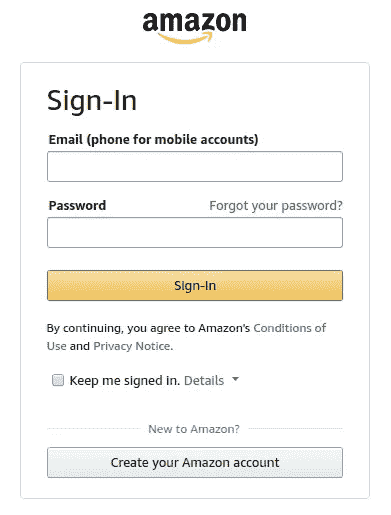 amazon
Sign-In
Email (phone for mobile accounts)
Password Forgot your password?
Sign-In
By continuing, you agree to Amazon's Conditions of
Use and Privacy Notice.
Keep me signed in. Details
New to Amazon?
Create your Amazon account